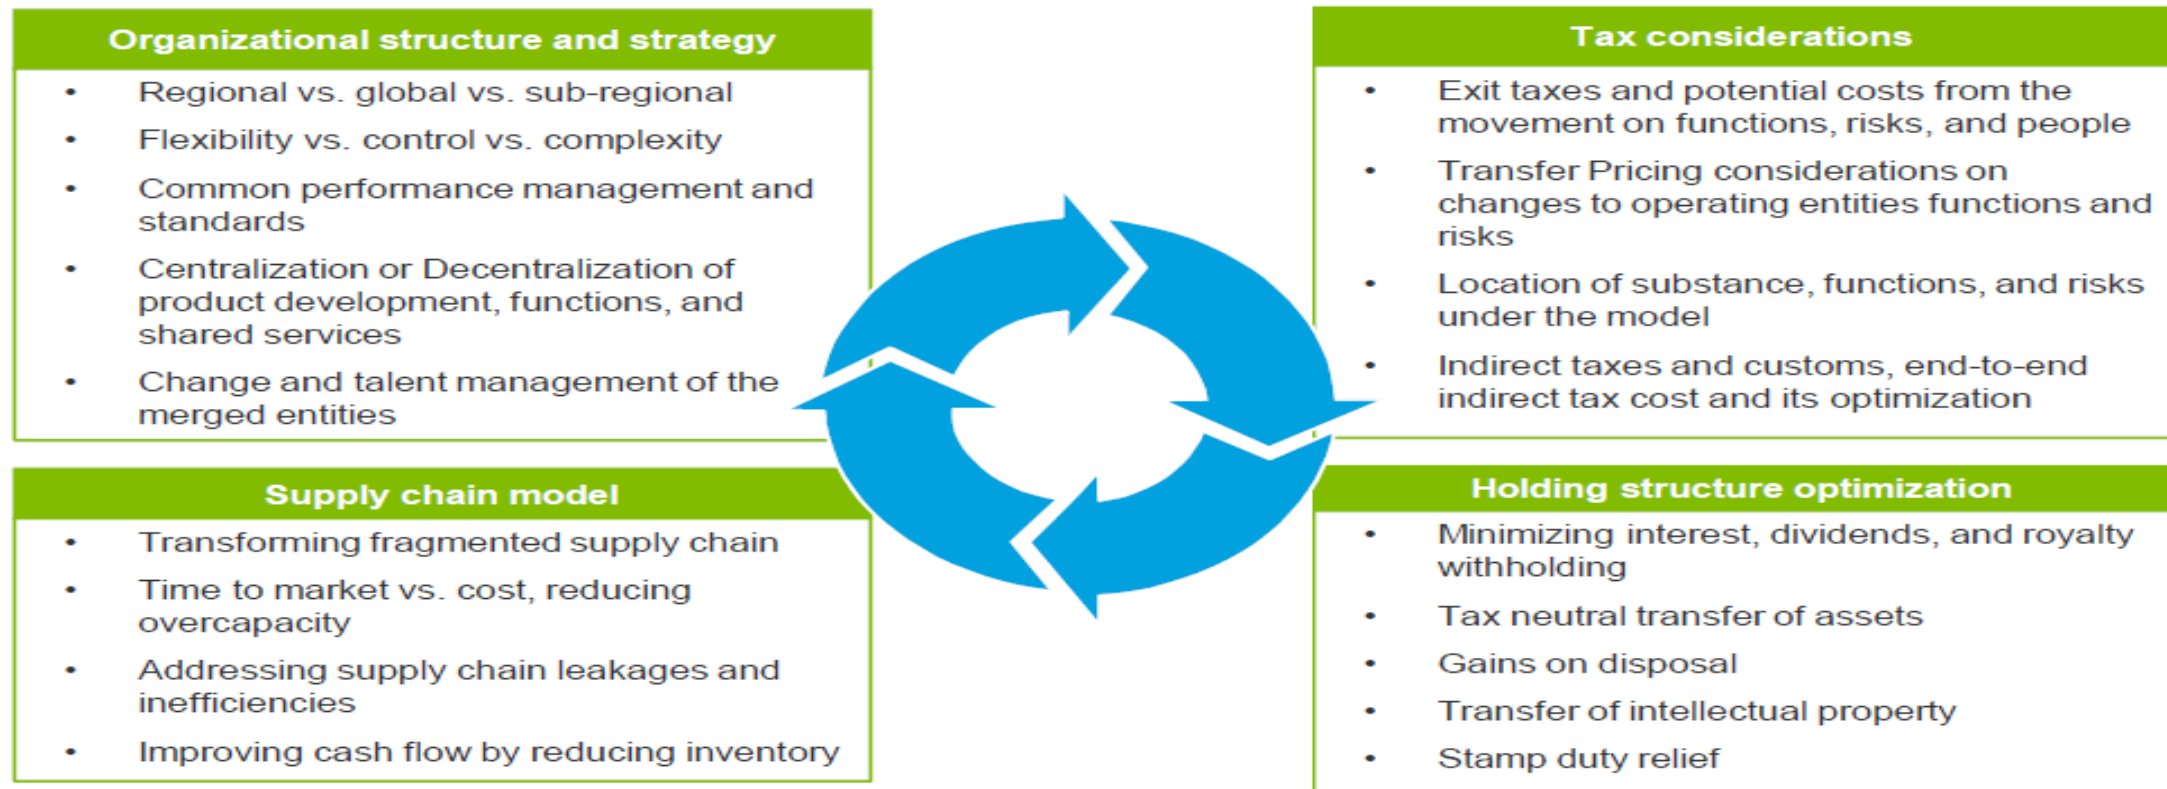 Organizational structure and strategy
• Regional vs. global vs. sub-regional
• Flexibility vs. control vs. complexity
• Common performance management and
standards
• Centralization or Decentralization of
product development, functions, and
shared services
• Change and talent management of the
merged entities
Tax considerations
• Exit taxes and potential costs from the
movement on functions, risks, and people
• Transfer Pricing considerations on
changes to operating entities functions and
risks
• Location of substance, functions, and risks
under the model
• Indirect taxes and customs, end-to-end
indirect tax cost and its optimization
Supply chain model
• Transforming fragmented supply chain
• Time to market vs. cost, reducing
overcapacity
• Addressing supply chain leakages and
inefficiencies
• Improving cash flow by reducing inventory
Holding structure optimization
• Minimizing interest, dividends, and royalty
withholding
• Tax neutral transfer of assets
• Gains on disposal
• Transfer of intellectual property
• Stamp duty relief